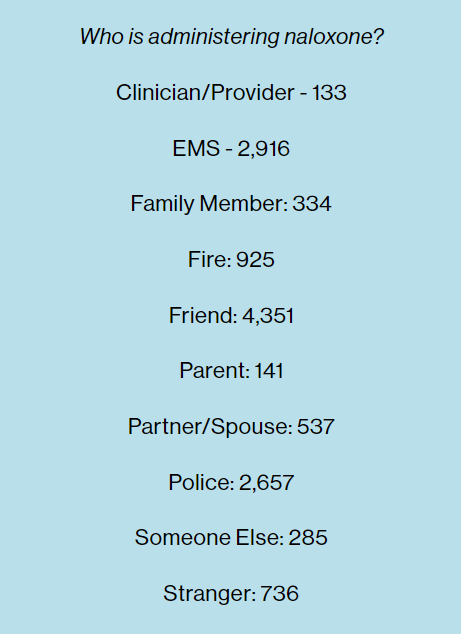 Who is administering naloxone?
Clinician/Provider - 133
EMS - 2,916
Family Member: 334
Fire: 925
Friend: 4,351
Parent: 141
Partner/Spouse: 537
Police: 2,657
Someone Else: 285
Stranger: 736